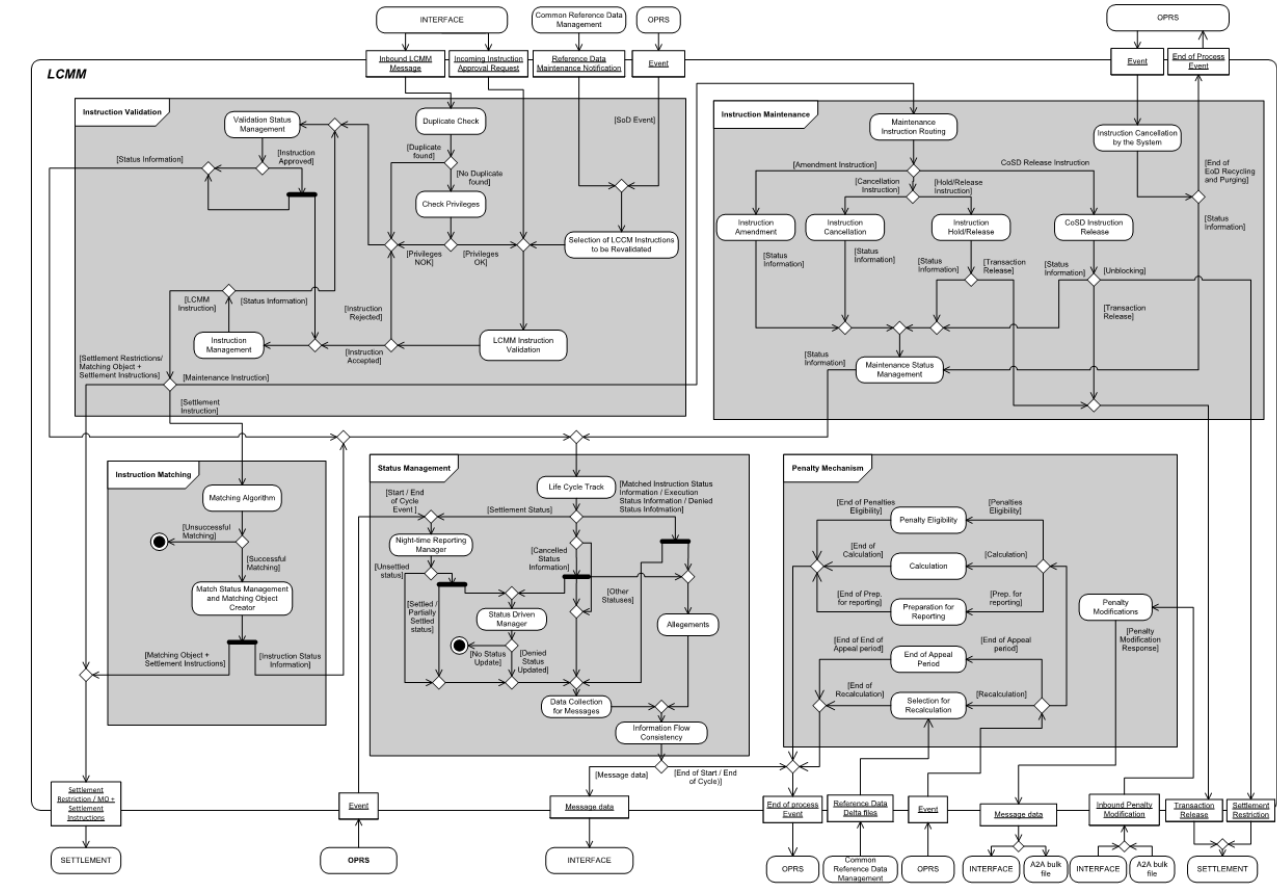 INTERFACE
Common Reference Data
Management
OPRS
OPRS
LCMM
Inbound LCMM
Message
Incoming Instruction
Approval Request
Reference Data
Maintenance Notification
Event
Event
End of Process
Event
Instruction Validation
Validation Status
Management
Duplicate Check
[SoD Event]
[Status Information]
[Instruction
Approved]
[Duplicate
found]
[No Duplicate
found]
Check Privileges
[Privileges
NOK]
[Privileges
OK]
Selection of LCCM Instructions
to be Revalidated
[LCMM
Instruction]
[Status Information]
[Instruction
Rejected]
Instruction
Management
[Instruction
Accepted]
LCMM Instruction
Validation
[Settlement Restrictions/
Matching Object +
Settlement Instructions]
[Maintenance Instruction]
[Settlement
Instruction]
Instruction Maintenance
Maintenance
Instruction Routing
Instruction Cancellation
by the System
[Amendment Instruction]
CoSD Release Instruction]
[Cancellation
Instruction]
[Hold/Release
Instruction]
[End of
EoD Recycling
and Purging]
[Status
Information]
Instruction
Amendment
Instruction
Cancellation
Instruction
Hold/Release
CoSD Instruction
Release
[Status
Information]
[Status
Information]
[Status
Information]
[Transaction
Release]
[Status
Information]
[Unblocking]
[Transaction
Release]
[Status
Information]
Maintenance Status
Management
Instruction Matching
Matching Algorithm
[Unsuccessful
Matching]
[Successful
Matching]
Match Status Management
and Matching Object
Creator
[Matching Object +
Settlement Instructions]
[Instruction Status
Information]
Status Management
Life Cycle Track
[Matched Instruction Status
Information / Execution
Status Information / Denied
Status Infotmation]
[Start / End
of Cycle
Event ]
[Settlement Status]
Night-time Reporting
Manager
[Cancelled
Status
Information]
[Unsettled
status]
[Settled /
Partially
Settled
status]
[Other
Statuses]
Status Driven
Manager
Allegements
[No Status
Update]
[Denied
Status
Updated]
Data Collection
for Messages
Information Flow
Consistency
[Message data]
[End of Start / End
of Cycle)]
Penalty Mechanism
[End of Penalties
Eligibility]
Penalty Eligibility
[Penalties
Eligibility]
[End of
Calculation]
Calculation
[Calculation]
[End of Prep.
for reporting]
Preparation for
Reporting
[Prep. for
reporting]
Penalty
Modifications
[Penalty
Modification
Response]
[End of End of
Appeal period]
End of Appeal
Period
[End of Appeal
period]
[End of
Recalculation]
Selection for
Recalculation
[Recalculation]
Settlement
Restriction / MO +
Settlement
Instructions
Event
Message data
End of process
Event
Reference Data
Delta files
Event
Message data
Inbound Penalty
Modification
Transaction
Release
Settlement
Restriction
SETTLEMENT
OPRS
INTERFACE
OPRS
Common
Reference Data
Management
OPRS
INTERFACE
A2A bulk
file
INTERFACE
A2A bulk
file
SETTLEMENT